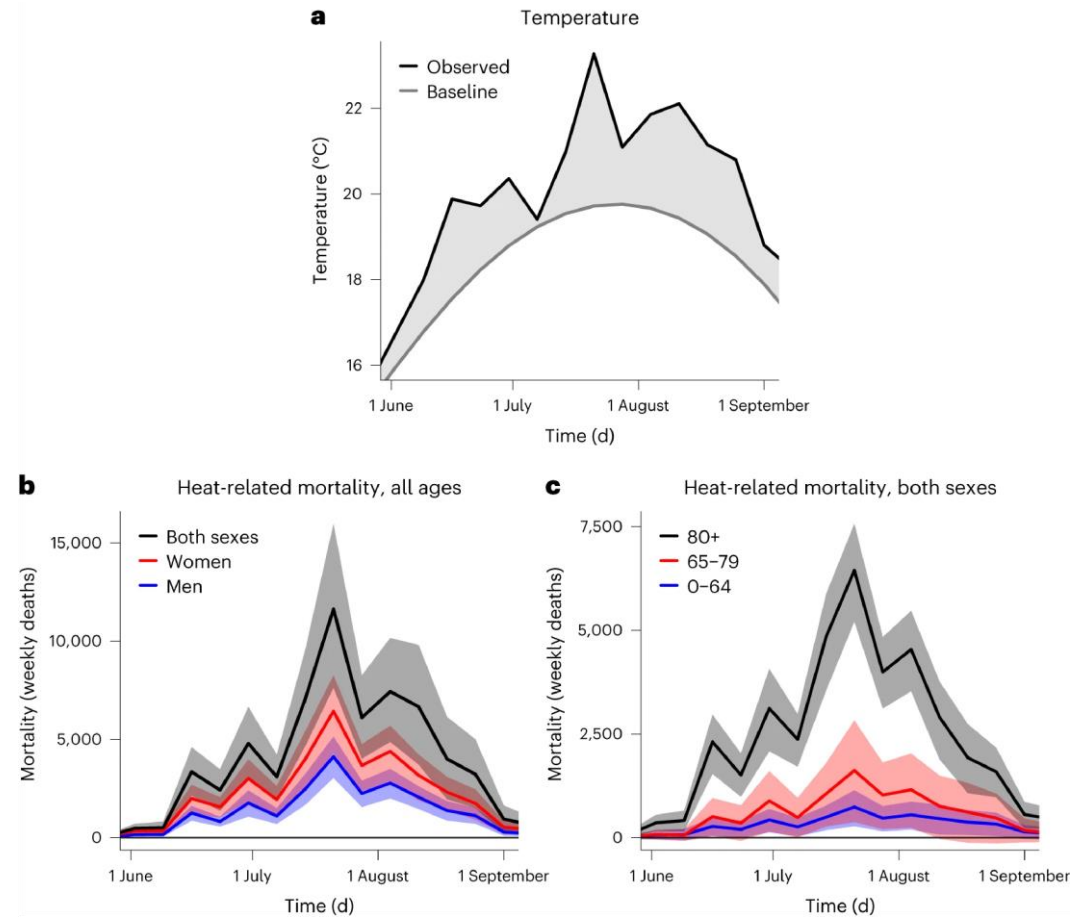 a
Temperature
Observed
Baseline
Temperature (°C)
22
20
18
16
1 June
1 July
1 August
1 September
Time (d)
b
Heat-related mortality, all ages
Both sexes
Women
Men
Mortality (weekly deaths)
15,000
10,000
5,000
0
1 June
1 July
1 August
1 September
Time (d)
c
Heat-related mortality, both sexes
80+
65–79
0–64
Mortality (weekly deaths)
7,500
5,000
2,500
0
1 June
1 July
1 August
1 September
Time (d)